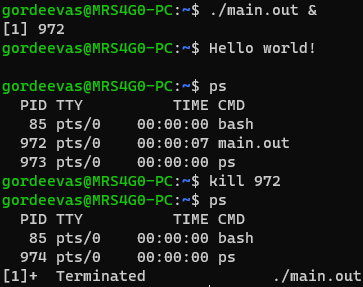 gordeevas@MRS4G0-PC:~$ ./main.out &
[1] 972
gordeevas@MRS4G0-PC:~$ Hello world!

gordeevas@MRS4G0-PC:~$ ps
  PID TTY          TIME CMD
   85 pts/0    00:00:00 bash
  972 pts/0    00:00:07 main.out
  973 pts/0    00:00:00 ps
gordeevas@MRS4G0-PC:~$ kill 972
gordeevas@MRS4G0-PC:~$ ps
  PID TTY          TIME CMD
   85 pts/0    00:00:00 bash
  974 pts/0    00:00:00 ps
[1]+  Terminated              ./main.out